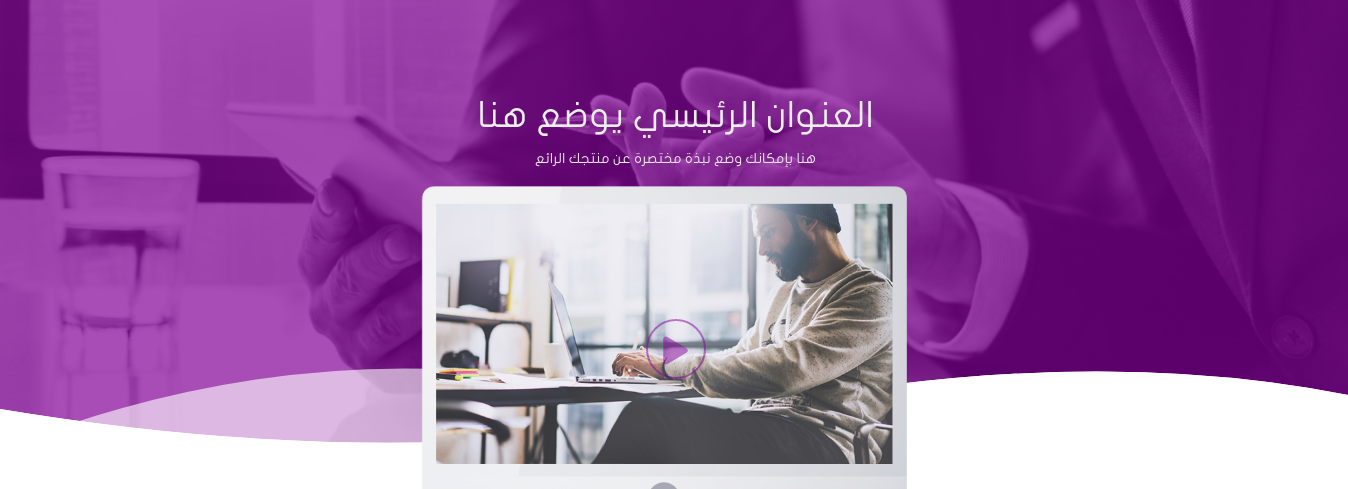 العنوان الرئيسي يوضع هنا
هنا بإمكانك وضع نبذة مختصرة عن منتجك الرائع